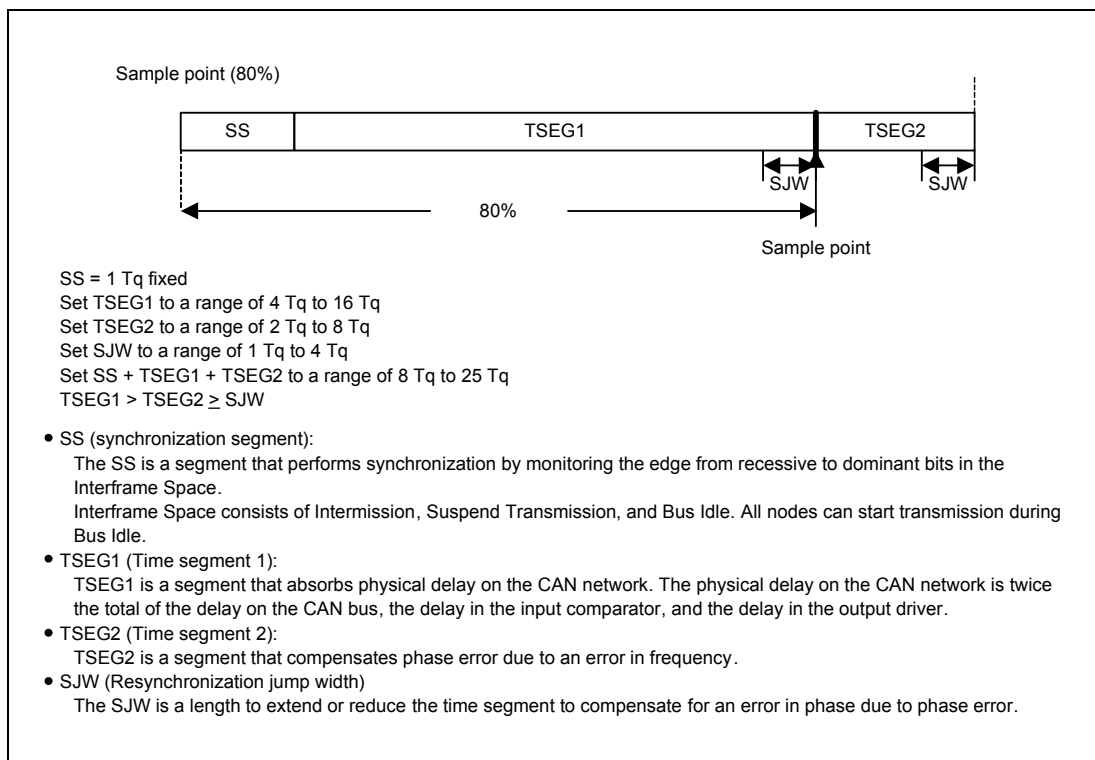 Sample point (80%)
SS TSEG1 TSEG2
SJW SJW
80%
Sample point
SS = 1 Tq fixed
Set TSEG1 to a range of 4 Tq to 16 Tq
Set TSEG2 to a range of 2 Tq to 8 Tq
Set SJW to a range of 1 Tq to 4 Tq
Set SS + TSEG1 + TSEG2 to a range of 8 Tq to 25 Tq
TSEG1 > TSEG2 ≥ SJW
• SS (synchronization segment):
The SS is a segment that performs synchronization by monitoring the edge from recessive to dominant bits in the
Interframe Space.
Interframe Space consists of Intermission, Suspend Transmission, and Bus Idle. All nodes can start transmission during
Bus Idle.
• TSEG1 (Time segment 1):
TSEG1 is a segment that absorbs physical delay on the CAN network. The physical delay on the CAN network is twice
the total of the delay on the CAN bus, the delay in the input comparator, and the delay in the output driver.
• TSEG2 (Time segment 2):
TSEG2 is a segment that compensates phase error due to an error in frequency.
• SJW (Resynchronization jump width)
The SJW is a length to extend or reduce the time segment to compensate for an error in phase due to phase error.